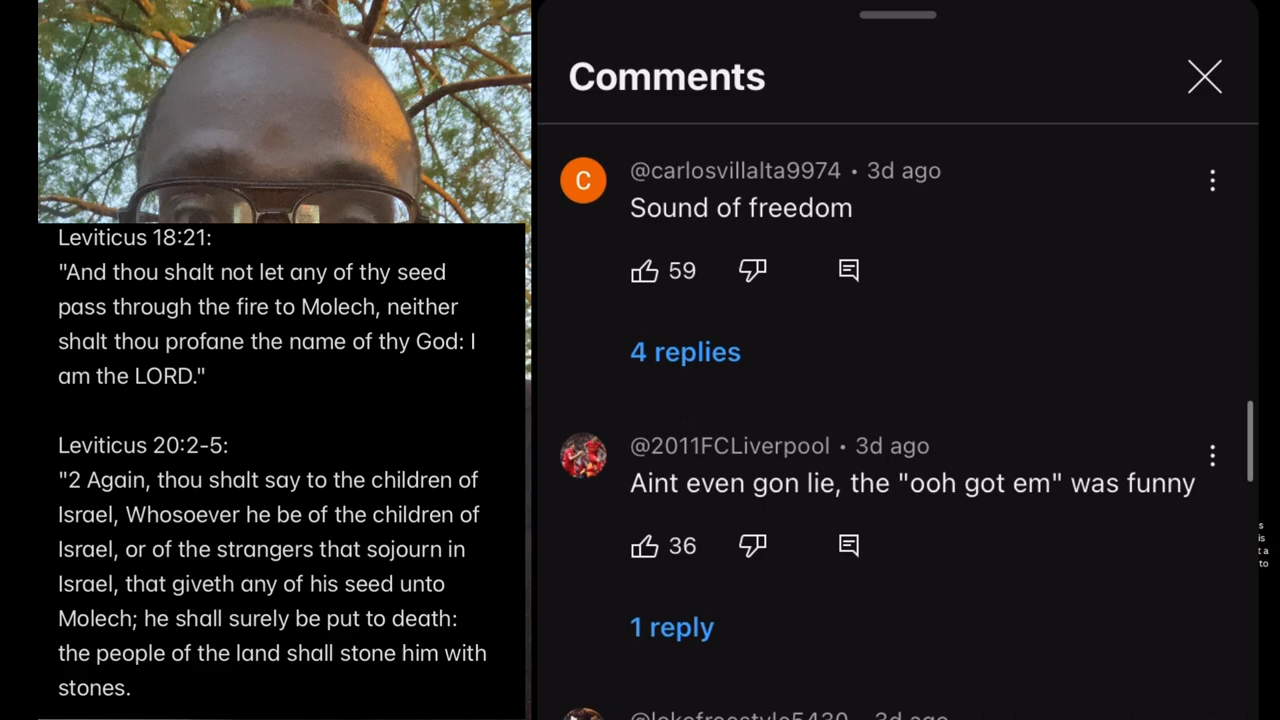 Leviticus 18:21:
"And thou shalt not let any of thy seed
pass through the fire to Molech, neither
shalt thou profane the name of thy God: I
am the LORD."
Leviticus 20:2-5:
"2 Again, thou shalt say to the children of
Israel, Whosoever he be of the children of
Israel, or of the strangers that sojourn in
Israel, that giveth any of his seed unto
Molech; he shall surely be put to death:
the people of the land shall stone him with
stones.
Comments
C
@carlosvillalta9974 • 3d ago
Sound of freedom
59
4 replies
@2011FCLiverpool • 3d ago
Aint even gon lie, the "ooh got em" was funny
36
1 reply
s
is
t a
to